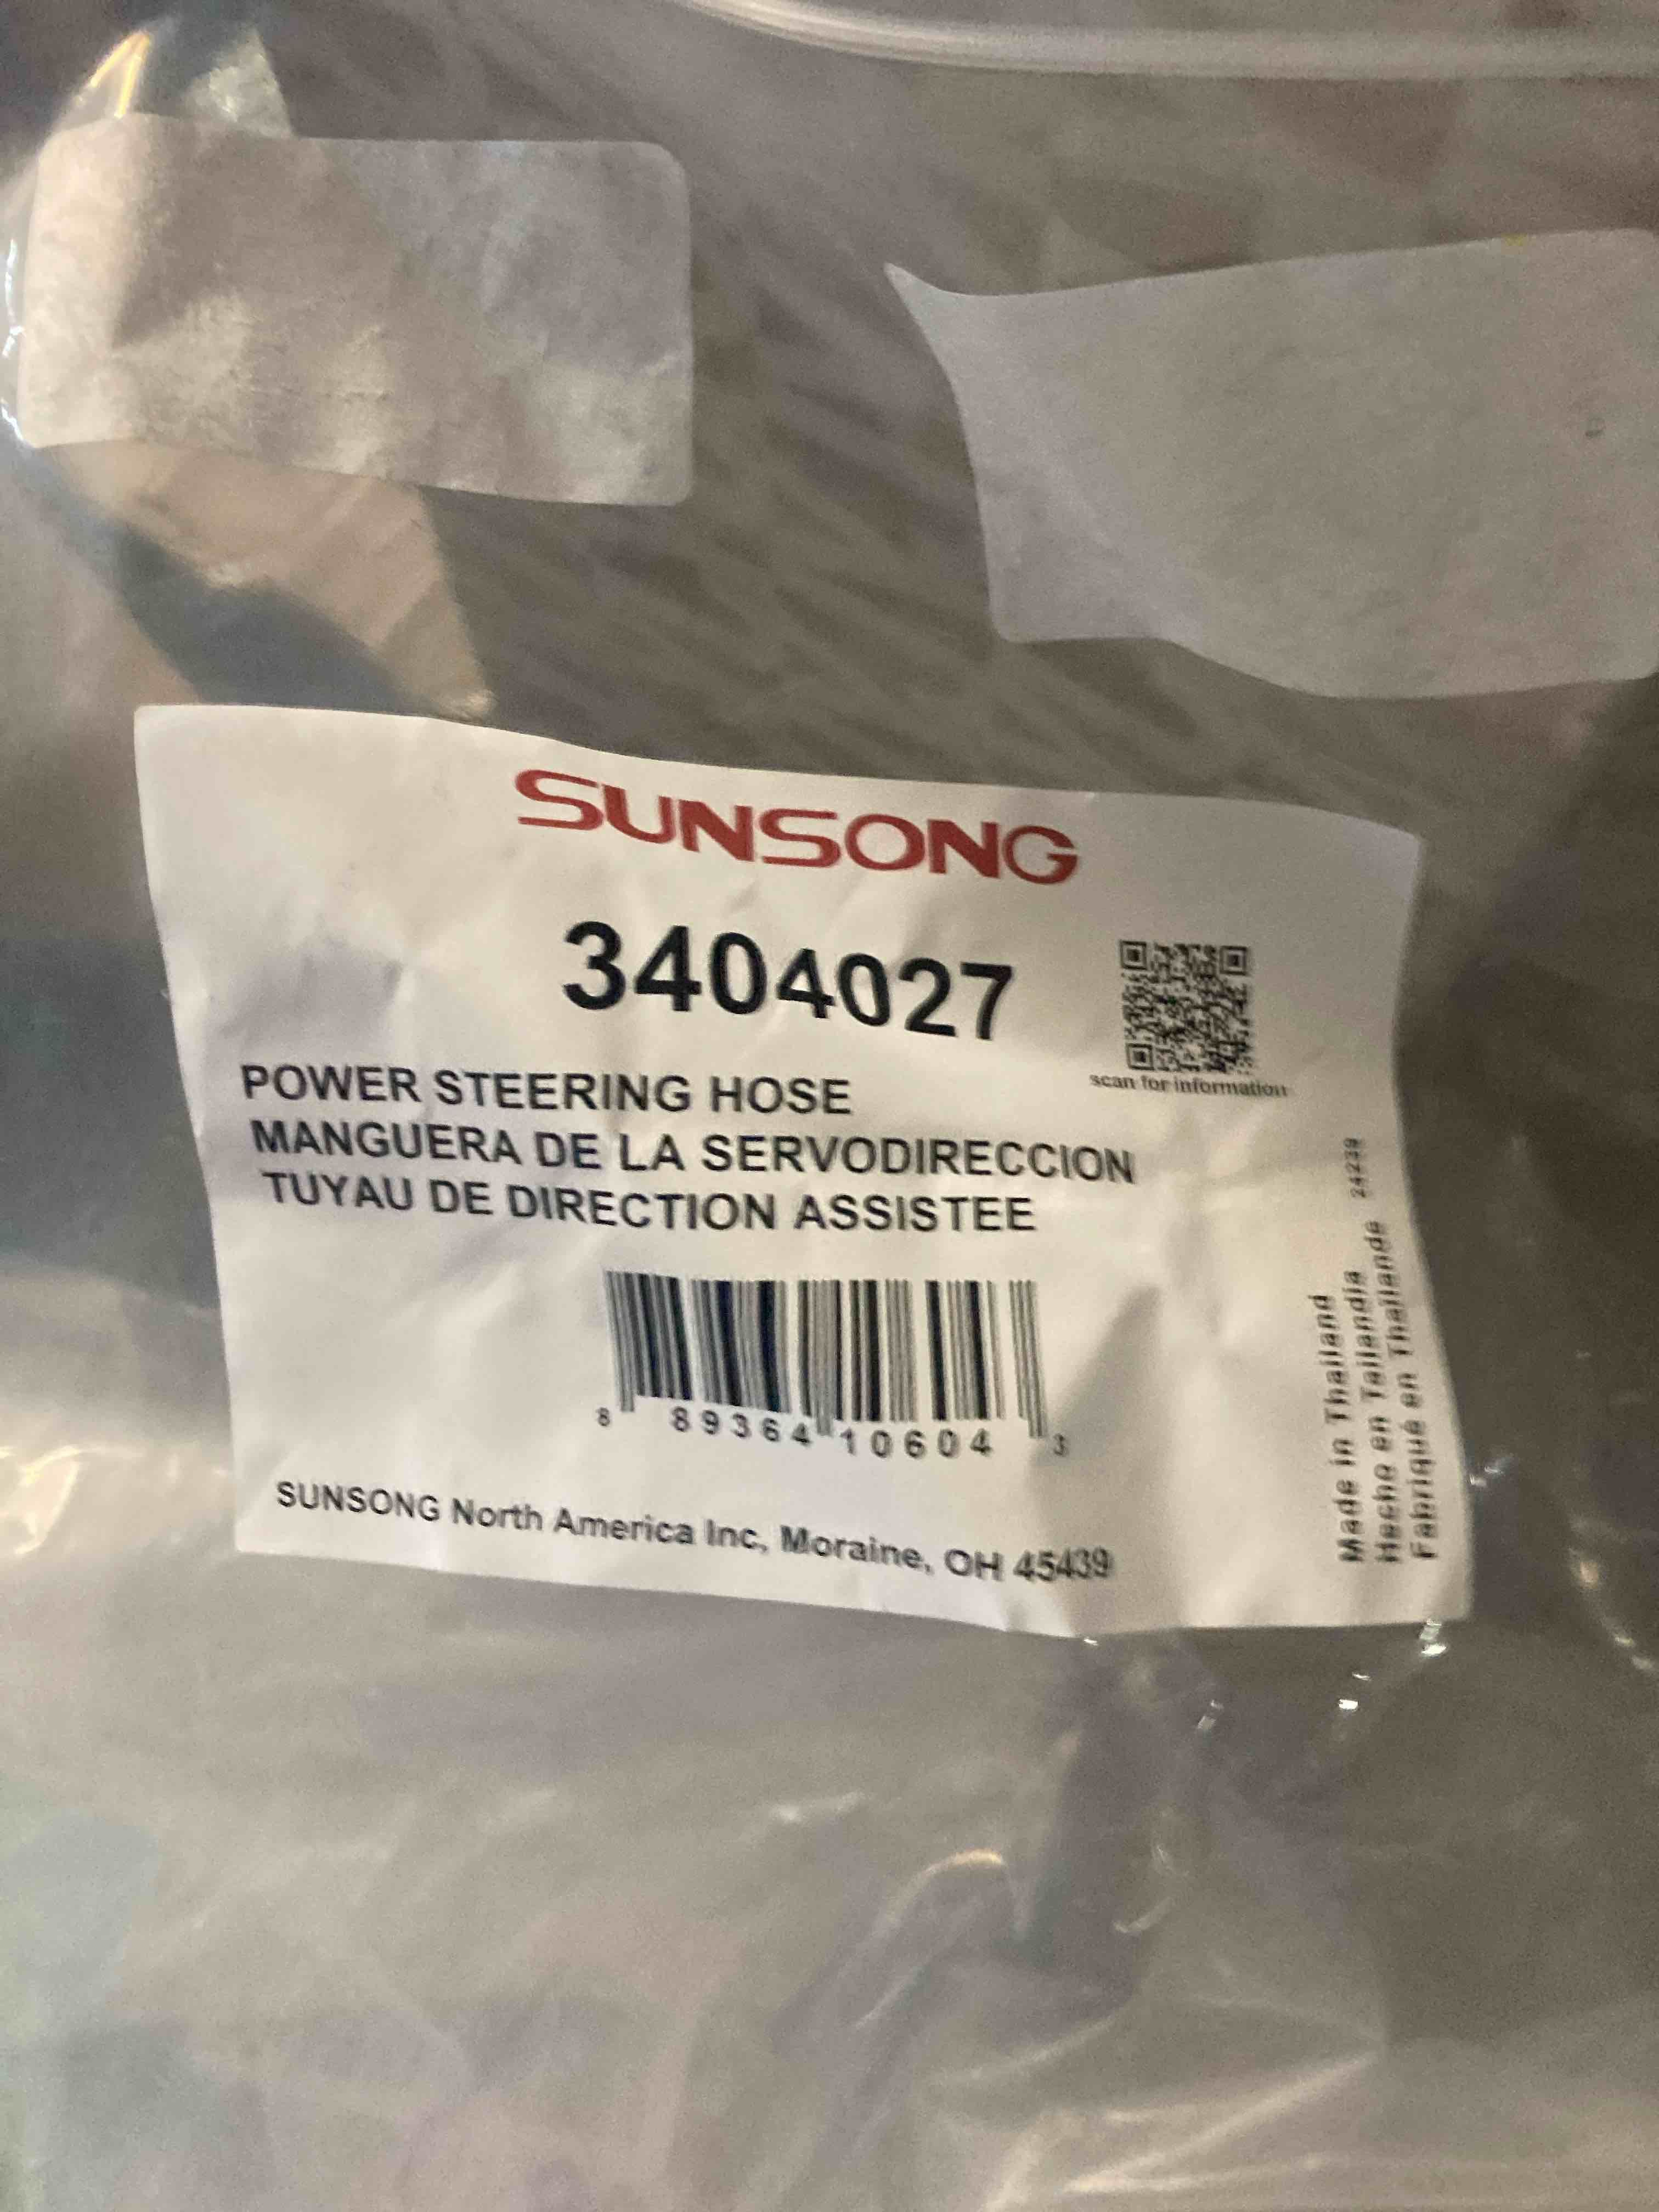 SUNSONG
3404027
scan for information
POWER STEERING HOSE
MANGUERA DE LA SERVODIRECCION
TUYAU DE DIRECTION ASSISTEE
8 89364 10604 3
SUNSONG North America Inc, Moraine, OH 45439
Made in Thailand
Hecho en Tailandia
Fabriqué en Thaïlande